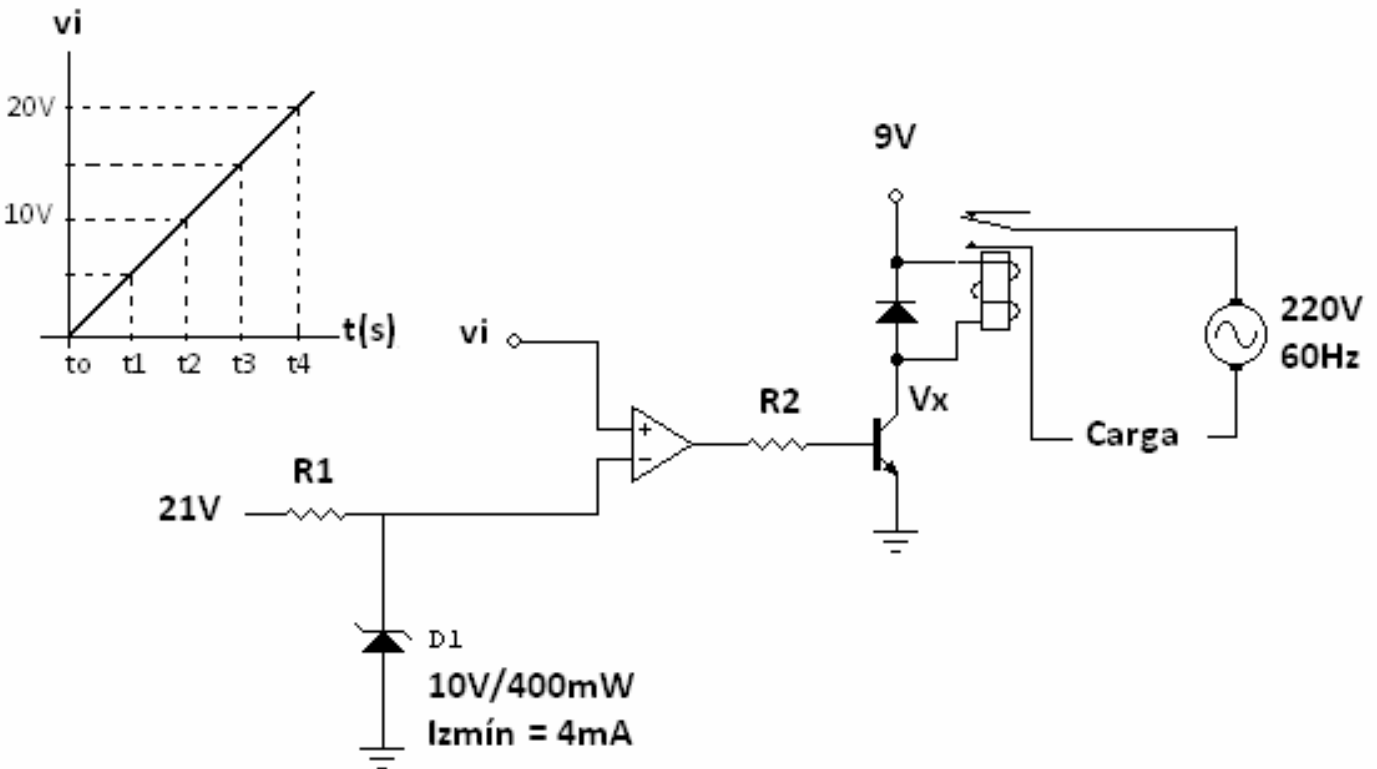 vi
20V
10V
t(s)
to t1 t2 t3 t4
9V
220V
60Hz
vi
Vx
R2
Carga
+
−
R1
21V
D1
10V/400mW
Izmín = 4mA